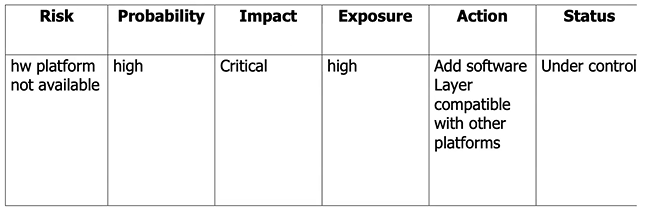 Risk Probability Impact Exposure Action Status
hw platform high Critical high Add software Under control
not available Layer
compatible
with other
platforms